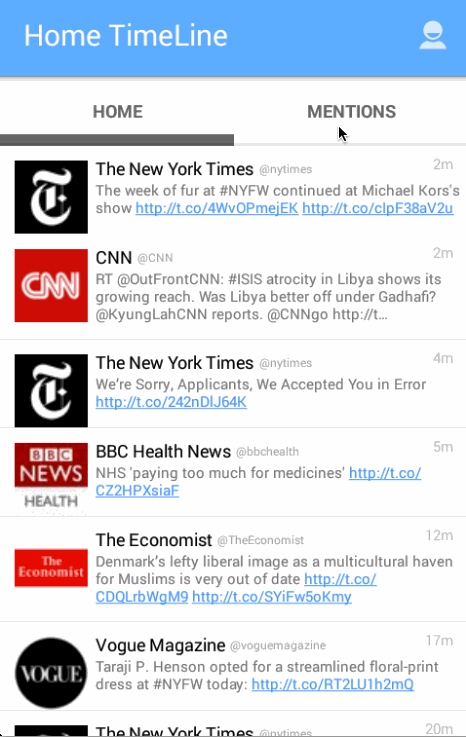 Home TimeLine
HOME
MENTIONS
The New York Times @nytimes 2m
The week of fur at #NYFW continued at Michael Kors's
show http://t.co/4WvOPmejEK http://t.co/clpF38aV2u
CNN
CNN @CNN 2m
RT @OutFrontCNN: #ISIS atrocity in Libya shows its
growing reach. Was Libya better off under Gadhafi?
@KyungLahCNN reports. @CNNgo http://t...
The New York Times @nytimes 4m
We're Sorry, Applicants, We Accepted You in Error
http://t.co/242nDlJ64K
BBC
NEWS
HEALTH
BBC Health News @bbchealth 5m
NHS 'paying too much for medicines' http://t.co/
CZ2HPXsiaF
The
Economist
The Economist @TheEconomist 12m
Denmark's lefty liberal image as a multicultural haven
for Muslims is very out of date http://t.co/
CDQLrbWgM9 http://t.co/SYiFw5oKmy
VOGUE
Vogue Magazine @voguemagazine 17m
Taraji P. Henson opted for a streamlined floral-print
dress at #NYFW today: http://t.co/RT2LU1h2mQ
The New York Times @nytimes 20m